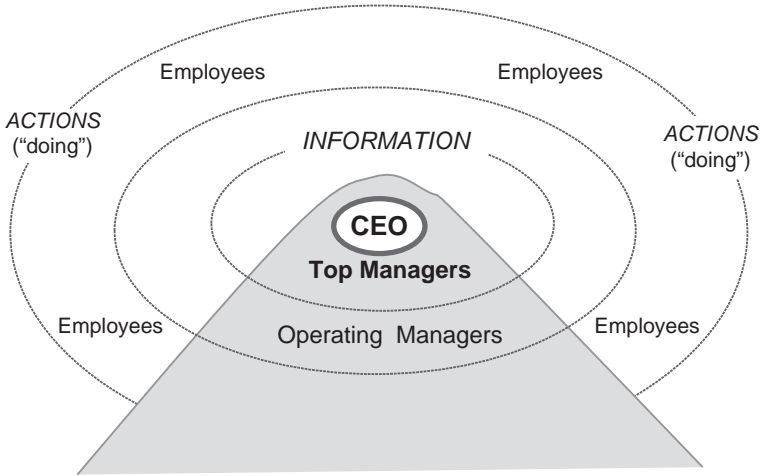 Employees
Employees
ACTIONS
(“doing”)
INFORMATION
ACTIONS
(“doing”)
CEO
Top Managers
Employees
Operating Managers
Employees